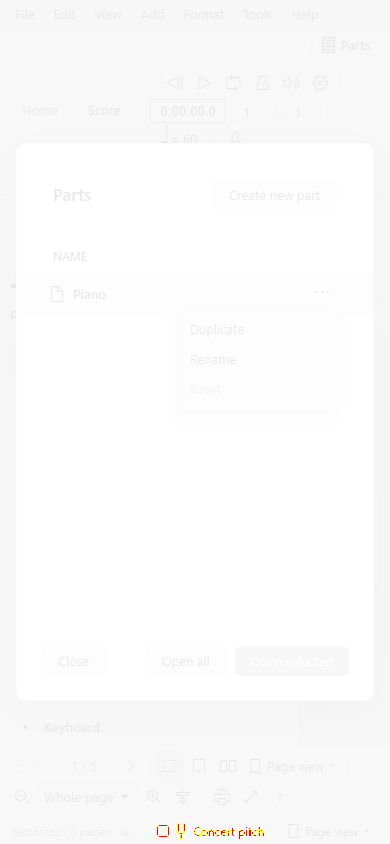 File Edit View Add Format Tools Help
Parts
Home Score 0:00:00.0 1 . 1
= 60
Parts Create new part
NAME
Piano ...
Duplicate
Rename
Reset
Close Open all Open selected
Keyboard
1 / 5 Page view
Whole page ?
Concert pitch Page view